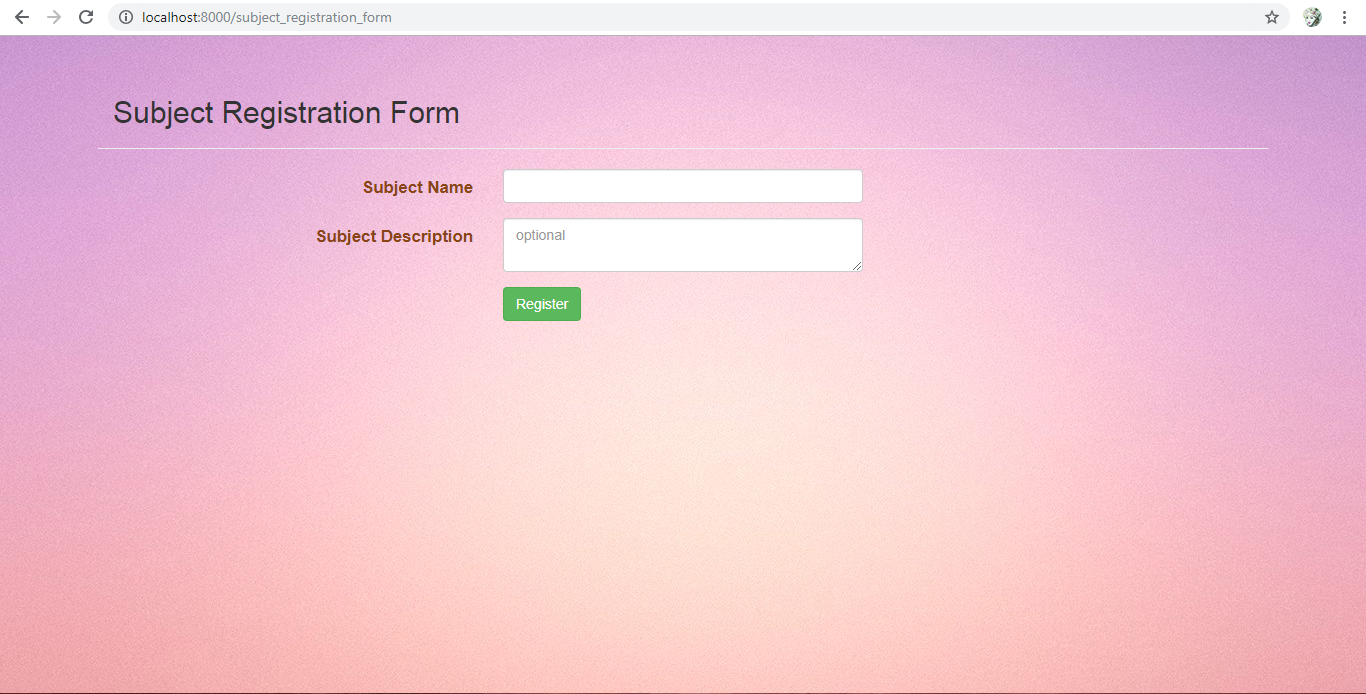 localhost:8000/subject_registration_form
Subject Registration Form
Subject Name
Subject Description
optional
Register